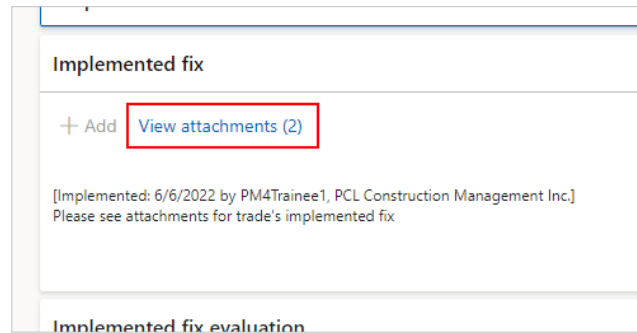 Implemented fix
+ Add View attachments (2)
[Implemented: 6/6/2022 by PM4Trainee1, PCL Construction Management Inc.]
Please see attachments for trade's implemented fix
Implemented fix evaluation